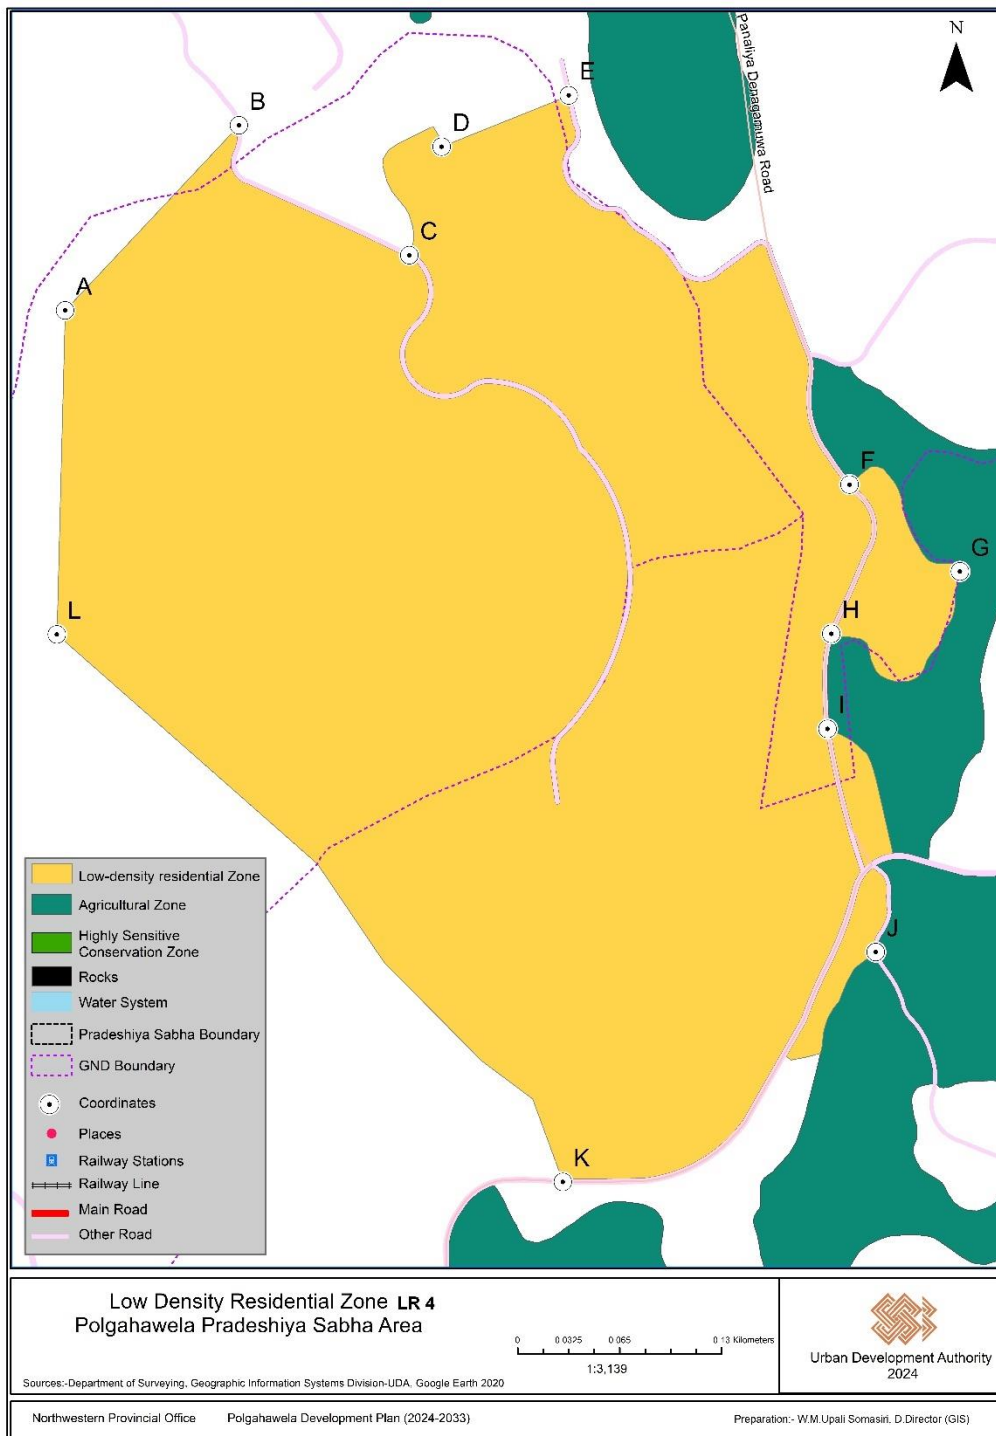 N
Panaliya Denagamuwa Road
E
B
D
C
A
F
G
L
H
I
J
K
Low-density residential Zone
Agricultural Zone
Highly Sensitive
Conservation Zone
Rocks
Water System
Pradeshiya Sabha Boundary
GND Boundary
Coordinates
Places
Railway Stations
Railway Line
Main Road
Other Road
Low Density Residential Zone LR 4
Polgahawela Pradeshiya Sabha Area
0 0.0325 0.065 0.13 Kilometers
1:3,139
Sources:-Department of Surveying, Geographic Information Systems Division-UDA, Google Earth 2020
Urban Development Authority
2024
Northwestern Provincial Office Polgahawela Development Plan (2024-2033) Preparation:- W.M.Upali Somasiri. D.Director (GIS)